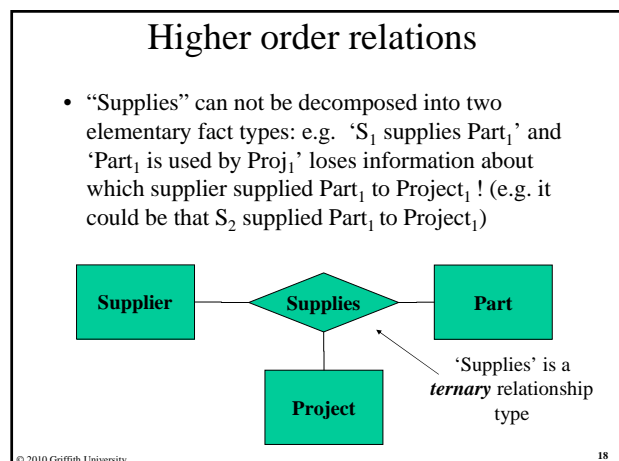 Higher order relations
• “Supplies” can not be decomposed into two
elementary fact types: e.g. ‘S₁ supplies Part₁’ and
‘Part₁ is used by Proj₁’ loses information about
which supplier supplied Part₁ to Project₁ ! (e.g. it
could be that S₂ supplied Part₁ to Project₁)
Supplier
Supplies
Part
‘Supplies’ is a
ternary relationship
type
Project
© 2010 Griffith University
18